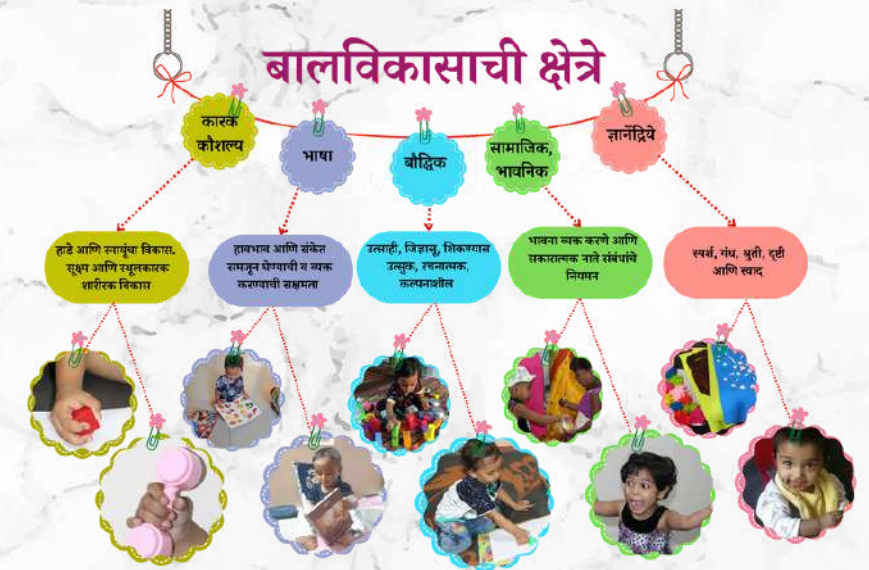 बालविकासाची क्षेत्रे
कारक
कौशल्य
भाषा
बौद्धिक
सामाजिक,
भावनिक
ज्ञानेंद्रिये
हाडे आणि स्नायूंचा विकास.
सूक्ष्म आणि स्थूलकारक
शारीरक विकास
हावभाव आणि संकेत
समजून घेण्याची व व्यक्त
करण्याची सक्षमता
उत्साही, जिज्ञासू, शिकण्यास
उत्सुक, रचनात्मक,
कल्पनाशील
भावना व्यक्त करणे आणि
सकारात्मक नाते संबंधांचे
नियमन
स्पर्श, गंध, श्रुती, दृष्टी
आणि स्वाद